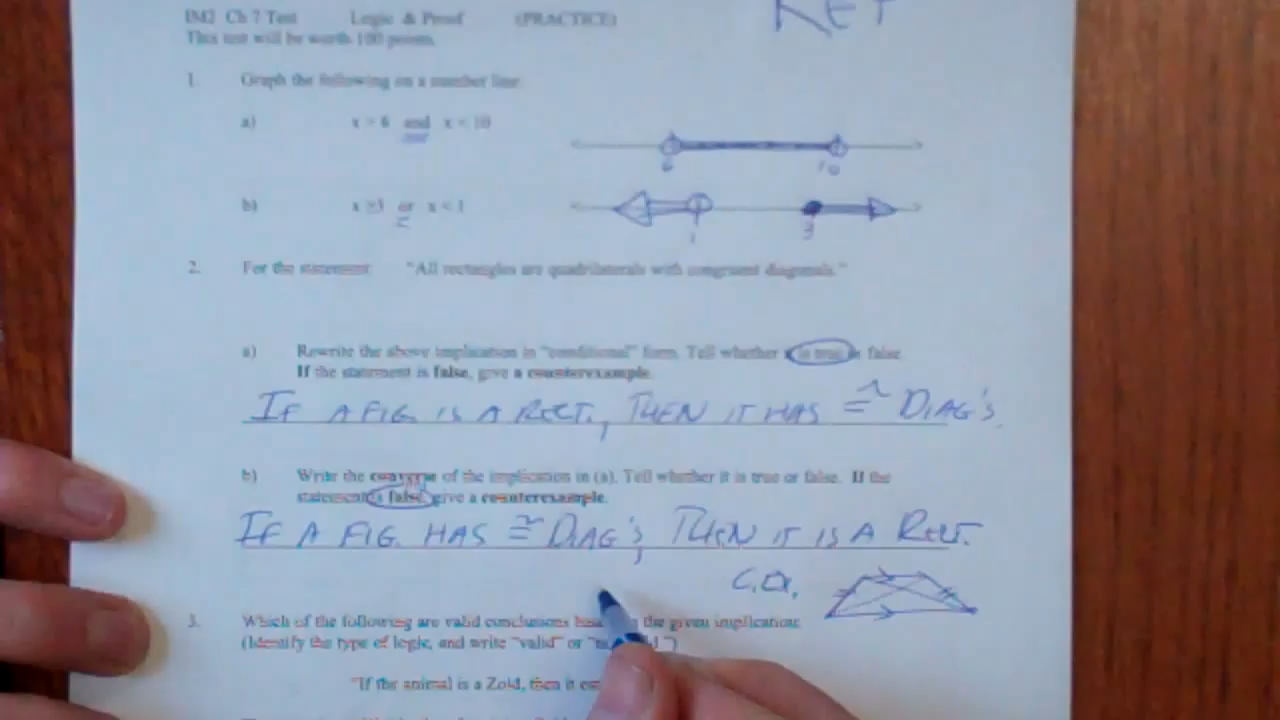 IM2 Ch 7 Test Logic & Proof (PRACTICE) KEY
This test will be worth 100 points.
1. Graph the following on a number line.
a) x > 6 and x < 10
6 10
b) x ≥3 or x < 1
1 3
2. For the statement "All rectangles are quadrilaterals with congruent diagonals."
a) Rewrite the above implication in "conditional" form. Tell whether it is true or false.
If the statement is false, give a counterexample.
IF A FIG. IS A RECT., THEN IT HAS ≅ DIAG'S.
b) Write the converse of the implication in (a). Tell whether it is true or false. If the
statement is false, give a counterexample.
IF A FIG. HAS ≅ DIAG'S, THEN IT IS A RECT.
3. Which of the following are valid conclusions the given implication:
(Identify the type of logic, and write "valid" or
"If the animal is a Zoid, then it